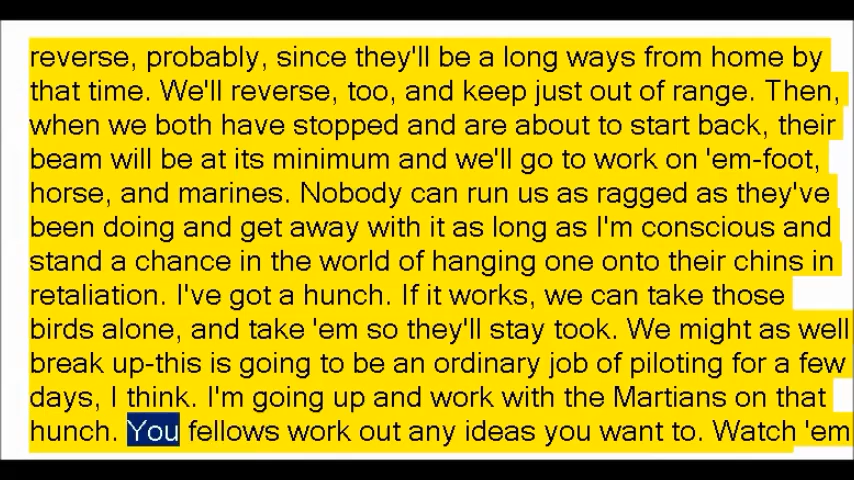 reverse, probably, since they'll be a long ways from home by
that time. We'll reverse, too, and keep just out of range. Then,
when we both have stopped and are about to start back, their
beam will be at its minimum and we'll go to work on 'em-foot,
horse, and marines. Nobody can run us as ragged as they've
been doing and get away with it as long as I'm conscious and
stand a chance in the world of hanging one onto their chins in
retaliation. I've got a hunch. If it works, we can take those
birds alone, and take 'em so they'll stay took. We might as well
break up-this is going to be an ordinary job of piloting for a few
days, I think. I'm going up and work with the Martians on that
hunch. You fellows work out any ideas you want to. Watch 'em